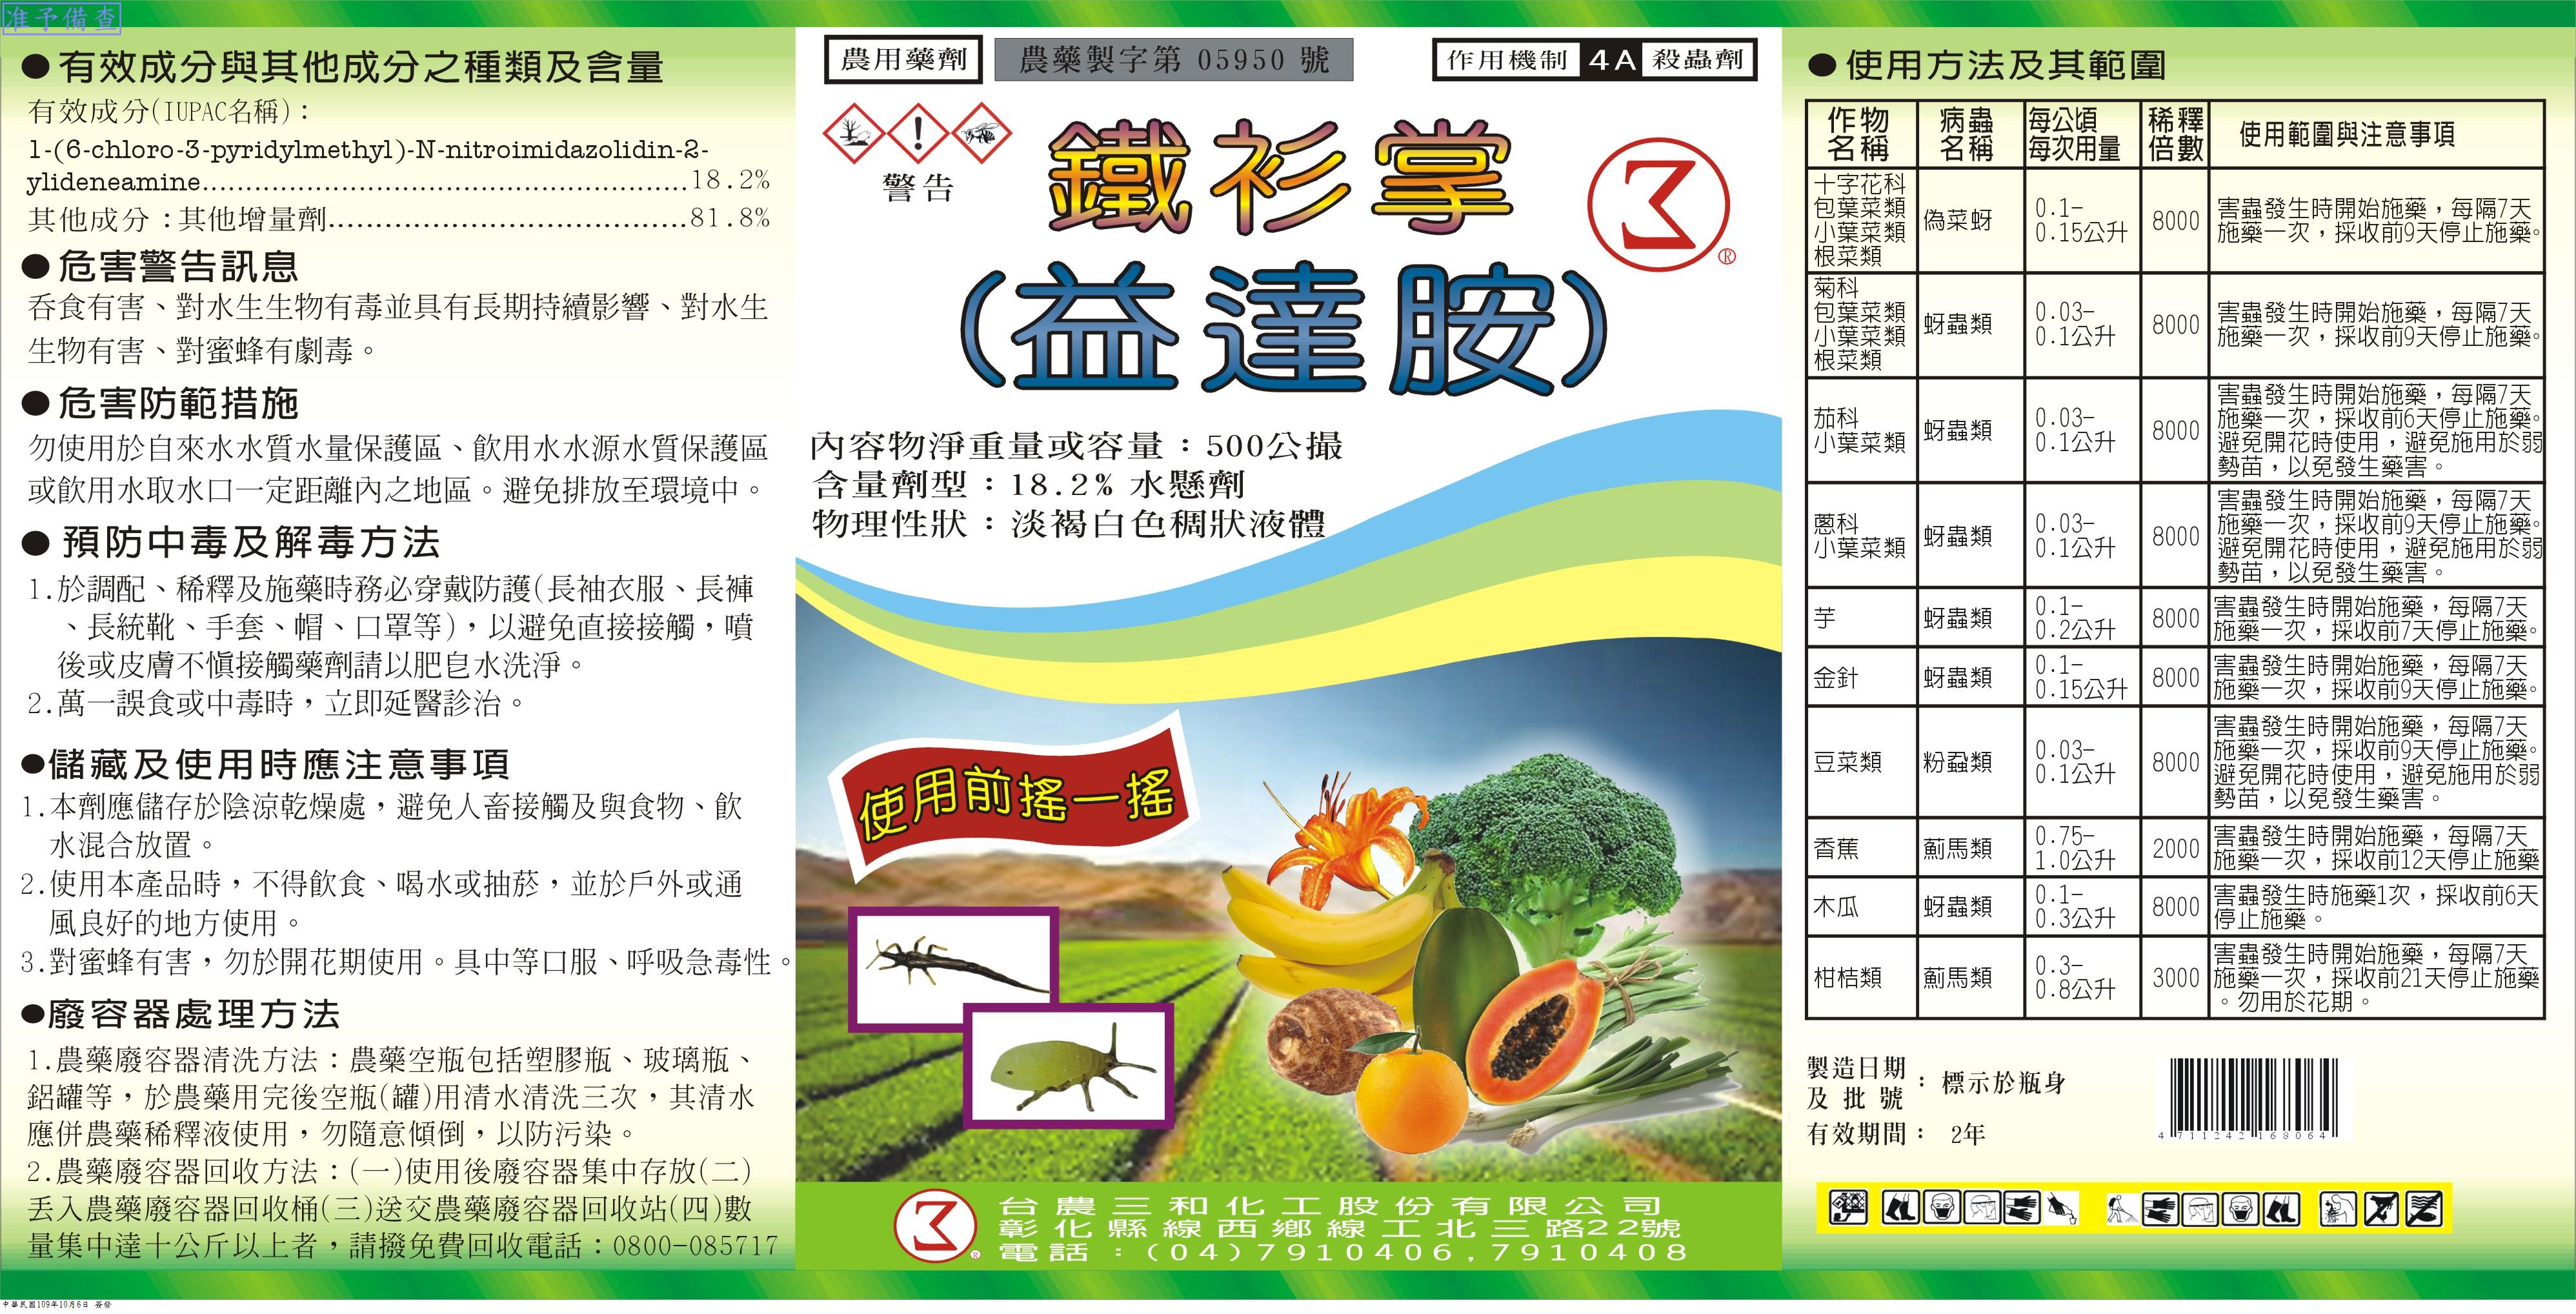 准予備查
●有效成分與其他成分之種類及含量
有效成分(IUPAC名稱)：
1-(6-chloro-3-pyridylmethyl)-N-nitroimidazolidin-2-
ylideneamine......................................................18.2%
其他成分：其他增量劑.......................................81.8%
●危害警告訊息
吞食有害、對水生生物有毒並具有長期持續影響、對水生
生物有害、對蜜蜂有劇毒。
●危害防範措施
勿使用於自來水水質水量保護區、飲用水水源水質保護區
或飲用水取水口一定距離內之地區。避免排放至環境中。
●預防中毒及解毒方法
1.於調配、稀釋及施藥時務必穿戴防護(長袖衣服、長褲
、長統靴、手套、帽、口罩等)，以避免直接接觸，噴
後或皮膚不慎接觸藥劑請以肥皂水洗淨。
2.萬一誤食或中毒時，立即延醫診治。
●儲藏及使用時應注意事項
1.本劑應儲存於陰涼乾燥處，避免人畜接觸及與食物、飲
水混合放置。
2.使用本產品時，不得飲食、喝水或抽菸，並於戶外或通
風良好的地方使用。
3.對蜜蜂有害，勿於開花期使用。具中等口服、呼吸急毒性。
●廢容器處理方法
1.農藥廢容器清洗方法：農藥空瓶包括塑膠瓶、玻璃瓶、
鋁罐等，於農藥用完後空瓶(罐)用清水清洗三次，其清水
應併農藥稀釋液使用，勿隨意傾倒，以防污染。
2.農藥廢容器回收方法：(一)使用後廢容器集中存放(二)
丟入農藥廢容器回收桶(三)送交農藥廢容器回收站(四)數
量集中達十公斤以上者，請撥免費回收電話：0800-085717
農用藥劑 農藥製字第 05950 號 作用機制 4A 殺蟲劑
警告
鐵衫掌
®
(益達胺)
內容物淨重量或容量：500公撮
含量劑型：18.2% 水懸劑
物理性狀：淡褐白色稠狀液體
使用前搖一搖
®
台農三和化工股份有限公司
彰化縣線西鄉線工北三路22號
電話：(04)7910406,7910408
●使用方法及其範圍
作物 病蟲 每公頃 稀釋 使用範圍與注意事項
名稱 名稱 每次用量 倍數
十字花科
包葉菜類
小葉菜類
根菜類
偽菜蚜
0.1-
0.15公升
8000
害蟲發生時開始施藥，每隔7天
施藥一次，採收前9天停止施藥。
菊科
包葉菜類
小葉菜類
根菜類
蚜蟲類
0.03-
0.1公升
8000
害蟲發生時開始施藥，每隔7天
施藥一次，採收前9天停止施藥。
茄科
小葉菜類
蚜蟲類
0.03-
0.1公升
8000
害蟲發生時開始施藥，每隔7天
施藥一次，採收前6天停止施藥。
避免開花時使用，避免施用於弱
勢苗，以免發生藥害。
蔥科
小葉菜類
蚜蟲類
0.03-
0.1公升
8000
害蟲發生時開始施藥，每隔7天
施藥一次，採收前9天停止施藥。
避免開花時使用，避免施用於弱
勢苗，以免發生藥害。
芋
蚜蟲類
0.1-
0.2公升
8000
害蟲發生時開始施藥，每隔7天
施藥一次，採收前7天停止施藥。
金針
蚜蟲類
0.1-
0.15公升
8000
害蟲發生時開始施藥，每隔7天
施藥一次，採收前9天停止施藥。
豆菜類
粉蝨類
0.03-
0.1公升
8000
害蟲發生時開始施藥，每隔7天
施藥一次，採收前9天停止施藥。
避免開花時使用，避免施用於弱
勢苗，以免發生藥害。
香蕉
薊馬類
0.75-
1.0公升
2000
害蟲發生時開始施藥，每隔7天
施藥一次，採收前12天停止施藥
木瓜
蚜蟲類
0.1-
0.3公升
8000
害蟲發生時施藥1次，採收前6天
停止施藥。
柑桔類
薊馬類
0.3-
0.8公升
3000
害蟲發生時開始施藥，每隔7天
施藥一次，採收前21天停止施藥
。勿用於花期。
製造日期
及 批 號
：標示於瓶身
有效期間： 2年
4 711242 168064
中華民國109年10月6日 簽發